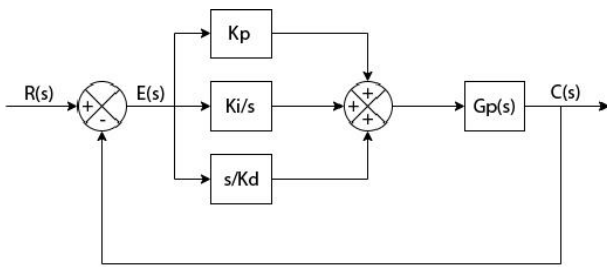 Kp
R(s) + - E(s) Ki/s + + + Gp(s) C(s)
s/Kd